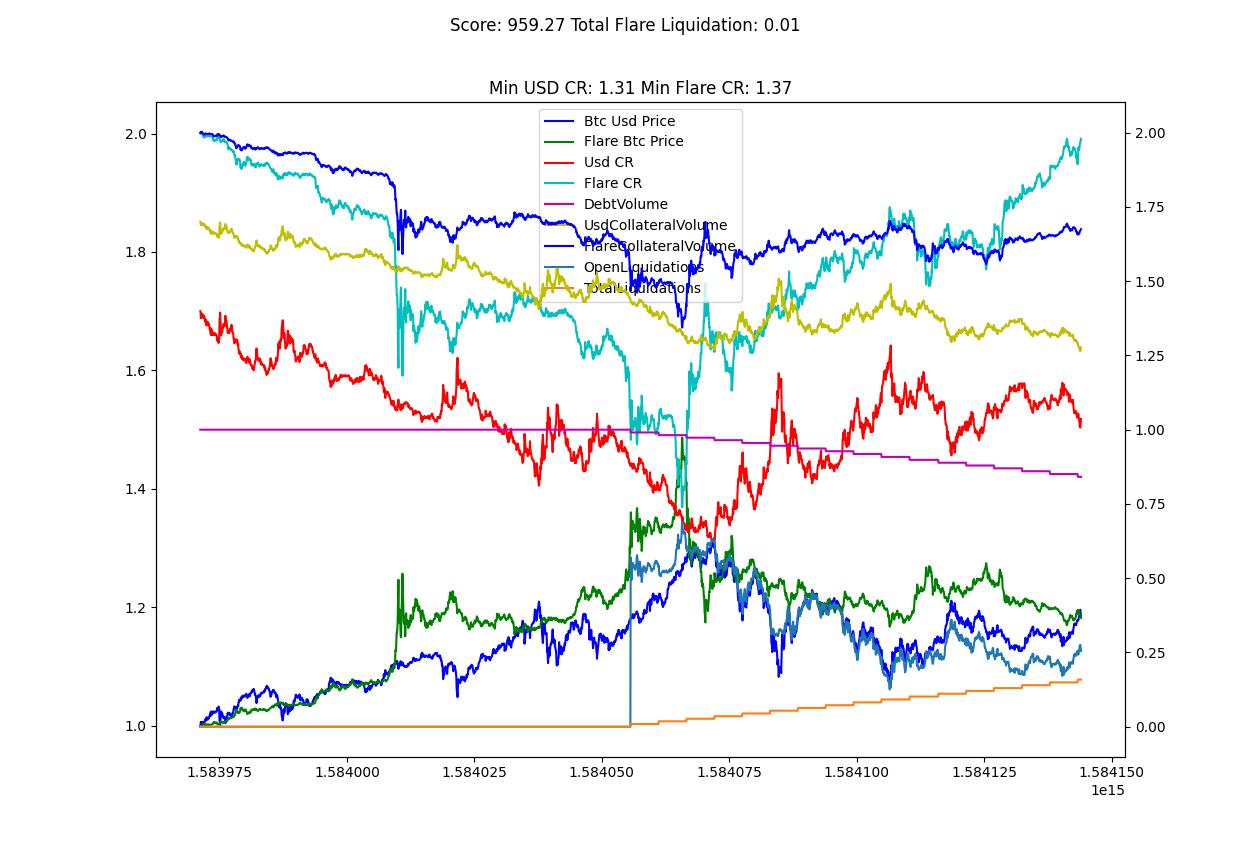 Score: 959.27 Total Flare Liquidation: 0.01
Min USD CR: 1.31 Min Flare CR: 1.37
Btc Usd Price
Flare Btc Price
Usd CR
Flare CR
DebtVolume
UsdCollateralVolume
FlareCollateralVolume
OpenLiquidations
TotalLiquidations
2.0
1.8
1.6
1.4
1.2
1.0
2.00
1.75
1.50
1.25
1.00
0.75
0.50
0.25
0.00
1.583975 1.584000 1.584025 1.584050 1.584075 1.584100 1.584125 1.584150
1e15